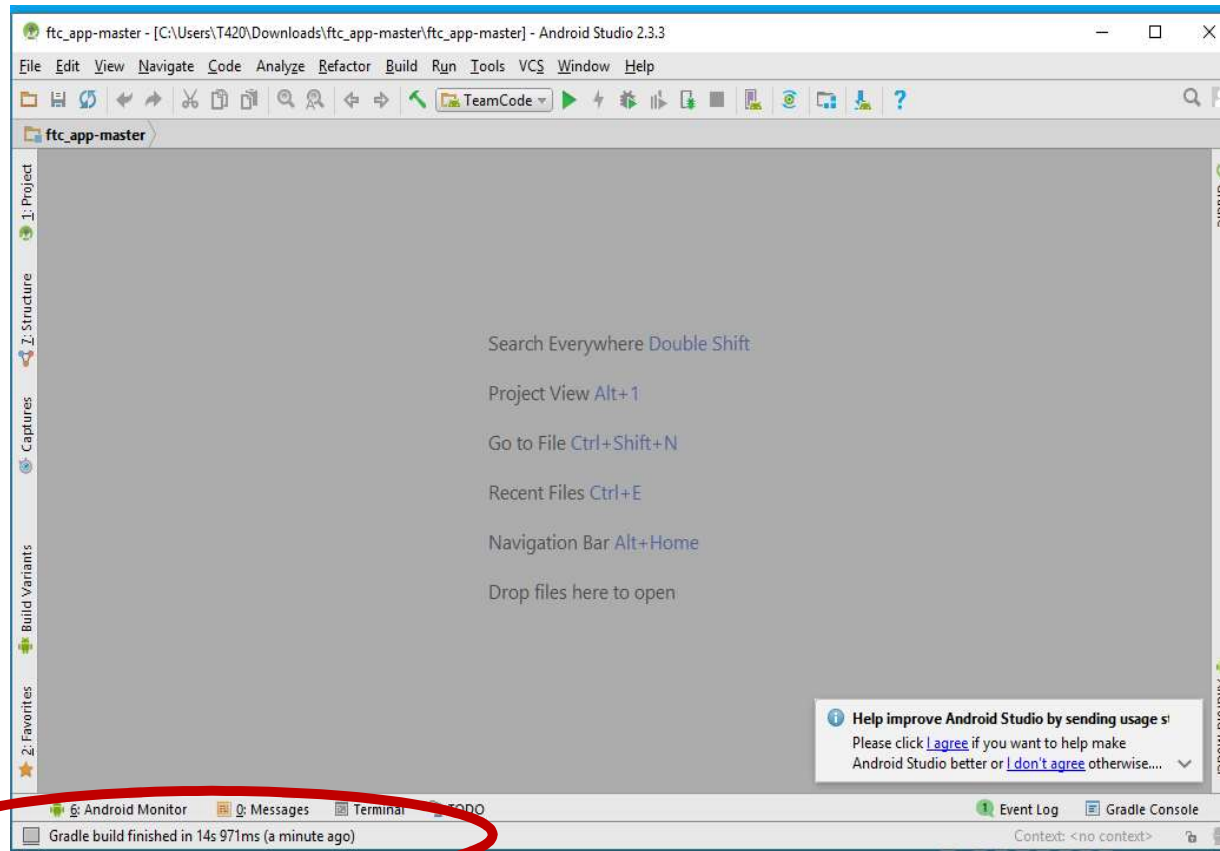 ftc_app-master - [C:\Users\T420\Downloads\ftc_app-master\ftc_app-master] - Android Studio 2.3.3
File Edit View Navigate Code Analyze Refactor Build Run Tools VCS Window Help
TeamCode
ftc_app-master
1: Project
7: Structure
Captures
Build Variants
2: Favorites
Search Everywhere Double Shift
Project View Alt+1
Go to File Ctrl+Shift+N
Recent Files Ctrl+E
Navigation Bar Alt+Home
Drop files here to open
Help improve Android Studio by sending usage
Please click I agree if you want to help make
Android Studio better or I don't agree otherwise....
6: Android Monitor 0: Messages Terminal TODO 1 Event Log Gradle Console
Gradle build finished in 14s 971ms (a minute ago) Context: <no context>